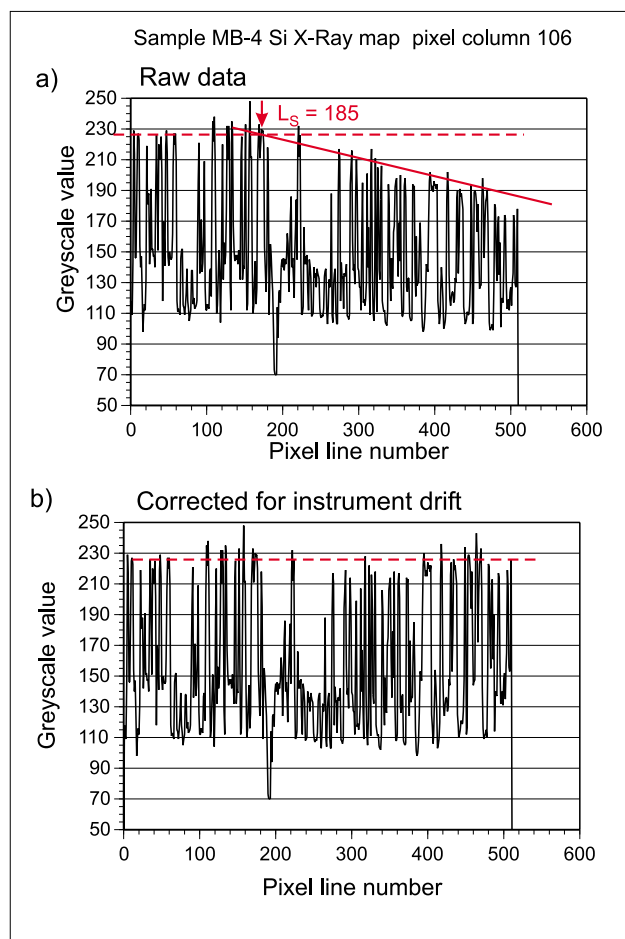 Sample MB-4 Si X-Ray map pixel column 106
a)
Raw data
L_S = 185
Greyscale value
250
230
210
190
170
150
130
110
90
70
50
0 100 200 300 400 500 600
Pixel line number
b)
Corrected for instrument drift
Greyscale value
250
230
210
190
170
150
130
110
90
70
50
0 100 200 300 400 500 600
Pixel line number